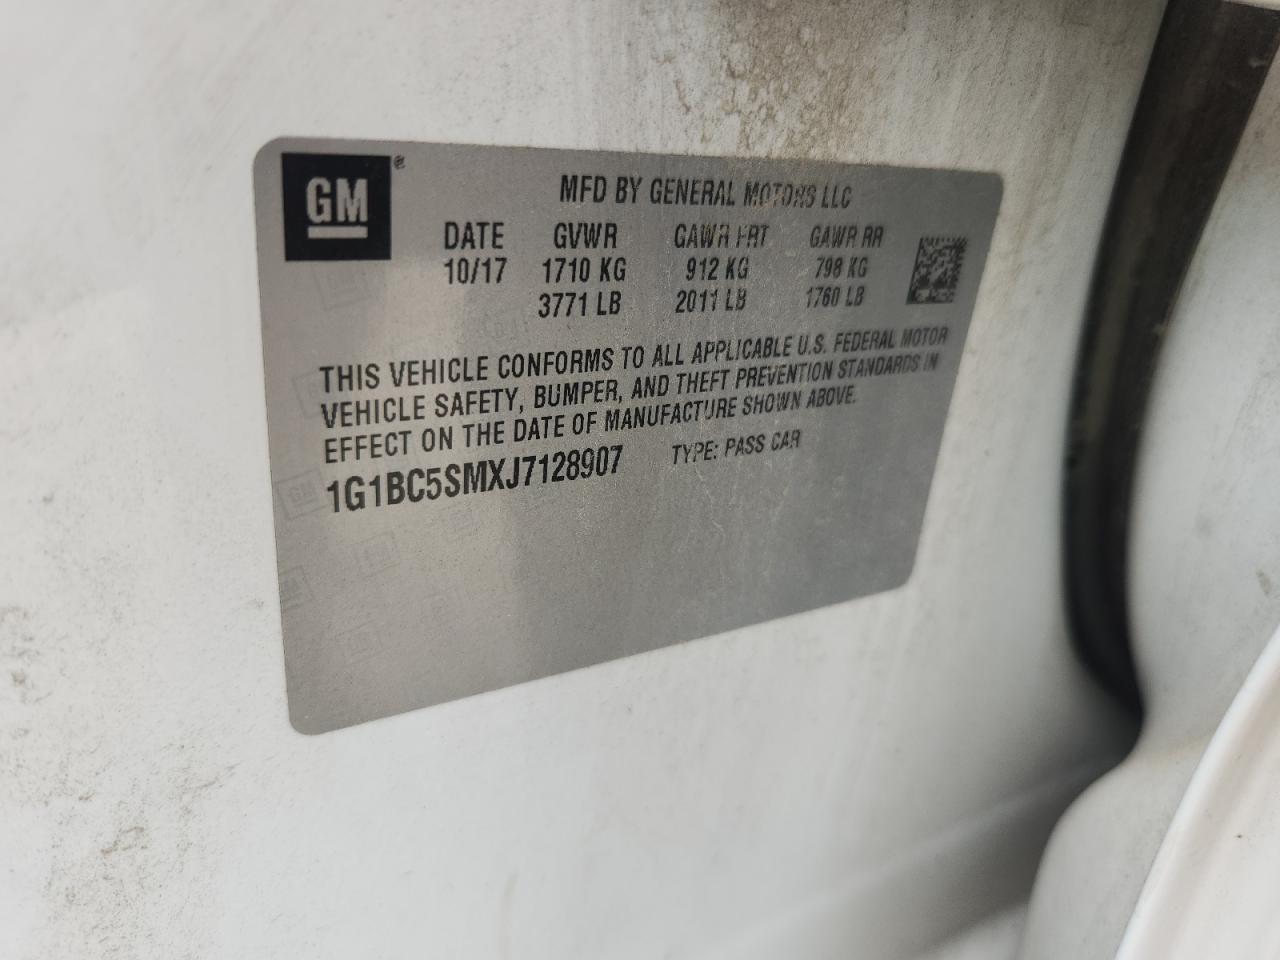 GM®
MFD BY GENERAL MOTORS LLC
DATE GVWR GAWR FRT GAWR RR
10/17 1710 KG 912 KG 798 KG
3771 LB 2011 LB 1760 LB
THIS VEHICLE CONFORMS TO ALL APPLICABLE U.S. FEDERAL MOTOR
VEHICLE SAFETY, BUMPER, AND THEFT PREVENTION STANDARDS IN
EFFECT ON THE DATE OF MANUFACTURE SHOWN ABOVE.
1G1BC5SMXJ7128907 TYPE: PASS CAR